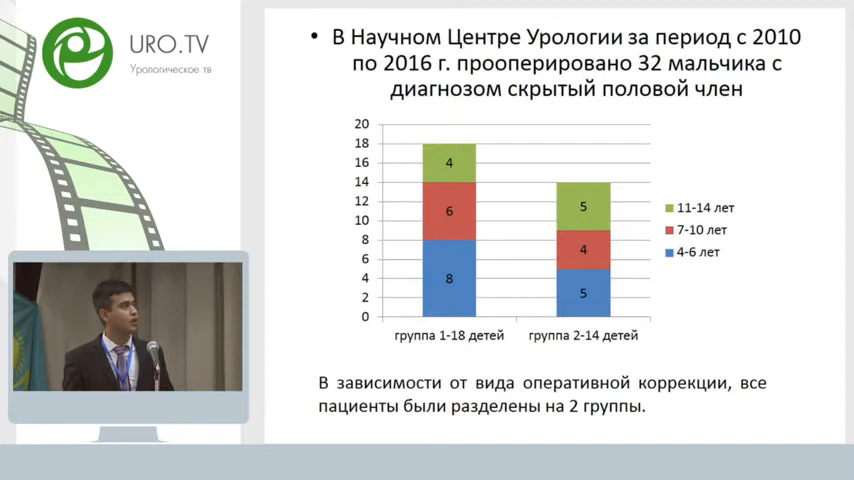 URO.TV
Урологическое тв
• В Научном Центре Урологии за период с 2010
по 2016 г. прооперировано 32 мальчика с
диагнозом скрытый половой член
20
18
16
14
12
10
8
6
4
2
0
4
6
8
5
4
5
группа 1-18 детей
группа 2-14 детей
11-14 лет
7-10 лет
4-6 лет
В зависимости от вида оперативной коррекции, все
пациенты были разделены на 2 группы.